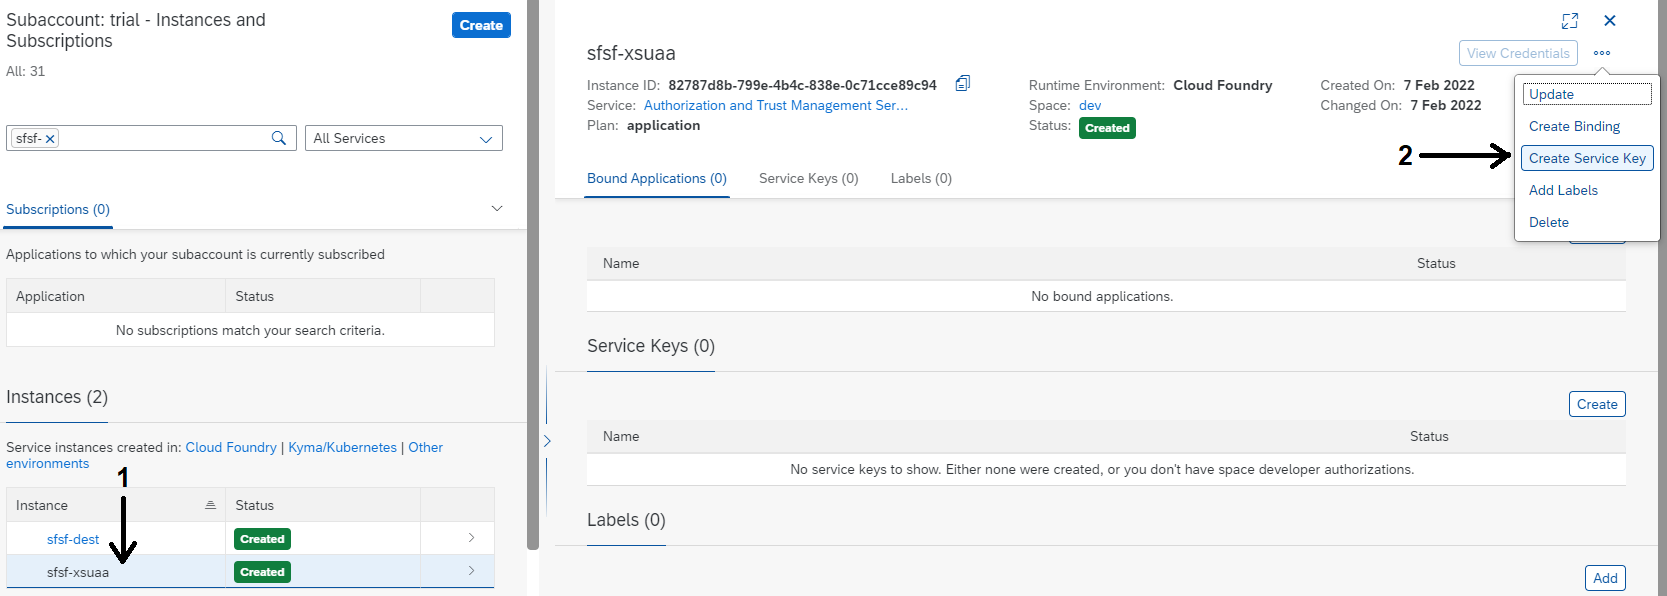 Subaccount: trial - Instances and
Subscriptions
Create
All: 31
sfsf-
All Services
Subscriptions (0)
Applications to which your subaccount is currently subscribed
Application Status
No subscriptions match your search criteria.
Instances (2)
Service instances created in: Cloud Foundry | Kyma/Kubernetes | Other
environments
1
Instance Status
sfsf-dest Created
sfsf-xsuaa Created
sfsf-xsuaa
View Credentials
Instance ID: 82787d8b-799e-4b4c-838e-0c71cce89c94
Service: Authorization and Trust Management Ser...
Plan: application
Runtime Environment: Cloud Foundry
Space: dev
Status: Created
Created On: 7 Feb 2022
Changed On: 7 Feb 2022
Update
Create Binding
2
Create Service Key
Add Labels
Delete
Bound Applications (0) Service Keys (0) Labels (0)
Name Status
No bound applications.
Service Keys (0)
Create
Name Status
No service keys to show. Either none were created, or you don't have space developer authorizations.
Labels (0)
Add